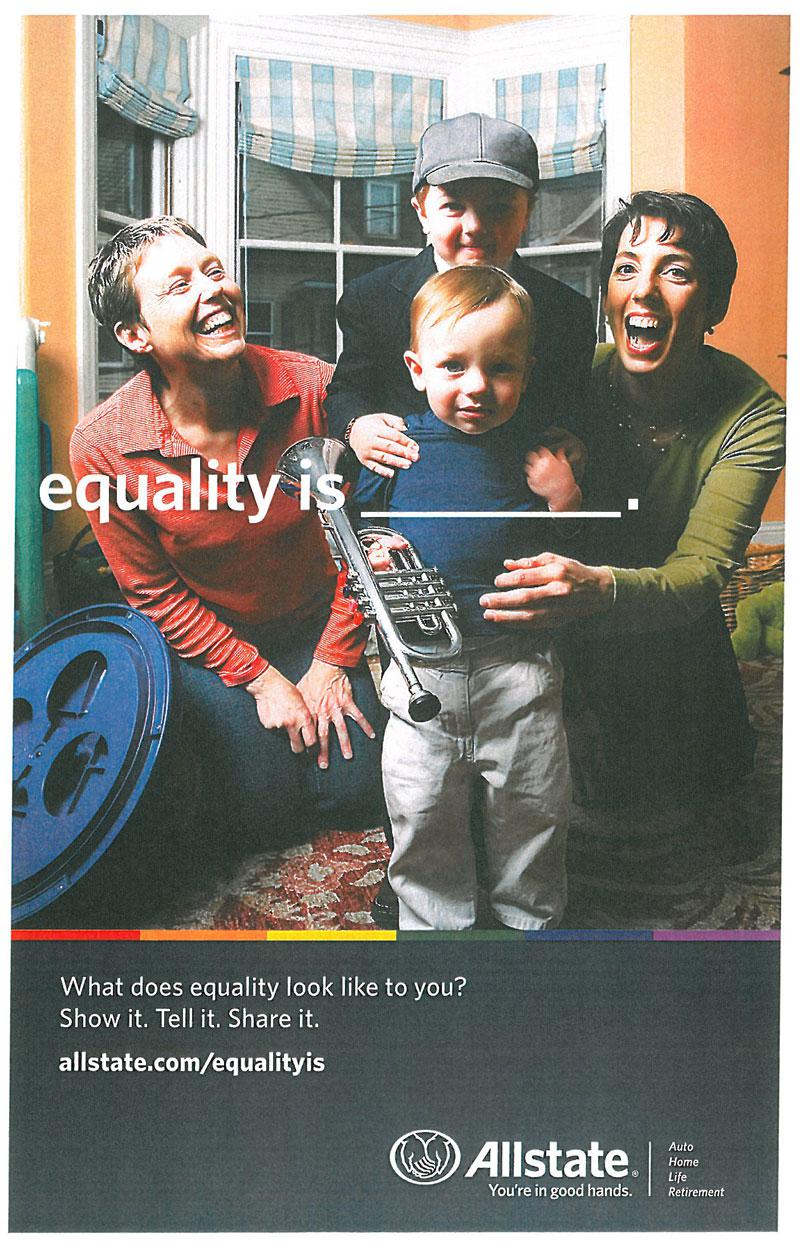 equality is ________.
What does equality look like to you?
Show it. Tell it. Share it.
allstate.com/equalityis
Allstate®
You're in good hands.
Auto
Home
Life
Retirement